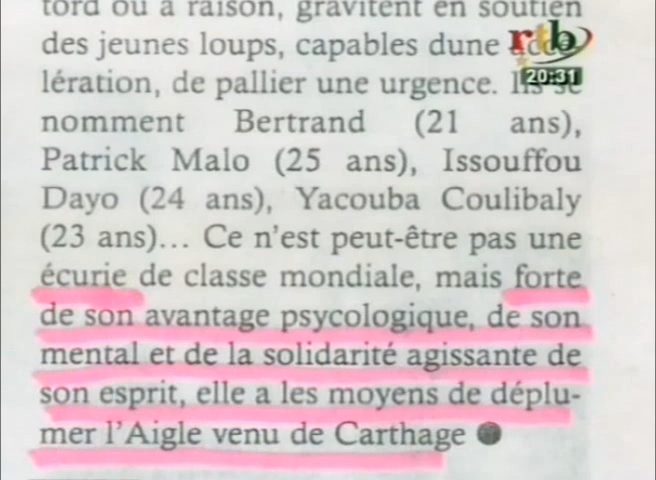 tord ou à raison, gravitent en soutien
des jeunes loups, capables dune
rtb
lération, de pallier une urgence. Ils se
20:31
nomment Bertrand (21 ans),
Patrick Malo (25 ans), Issouffou
Dayo (24 ans), Yacouba Coulibaly
(23 ans)... Ce n'est peut-être pas une
écurie de classe mondiale, mais forte
de son avantage psycologique, de son
mental et de la solidarité agissante de
son esprit, elle a les moyens de déplu-
mer l'Aigle venu de Carthage